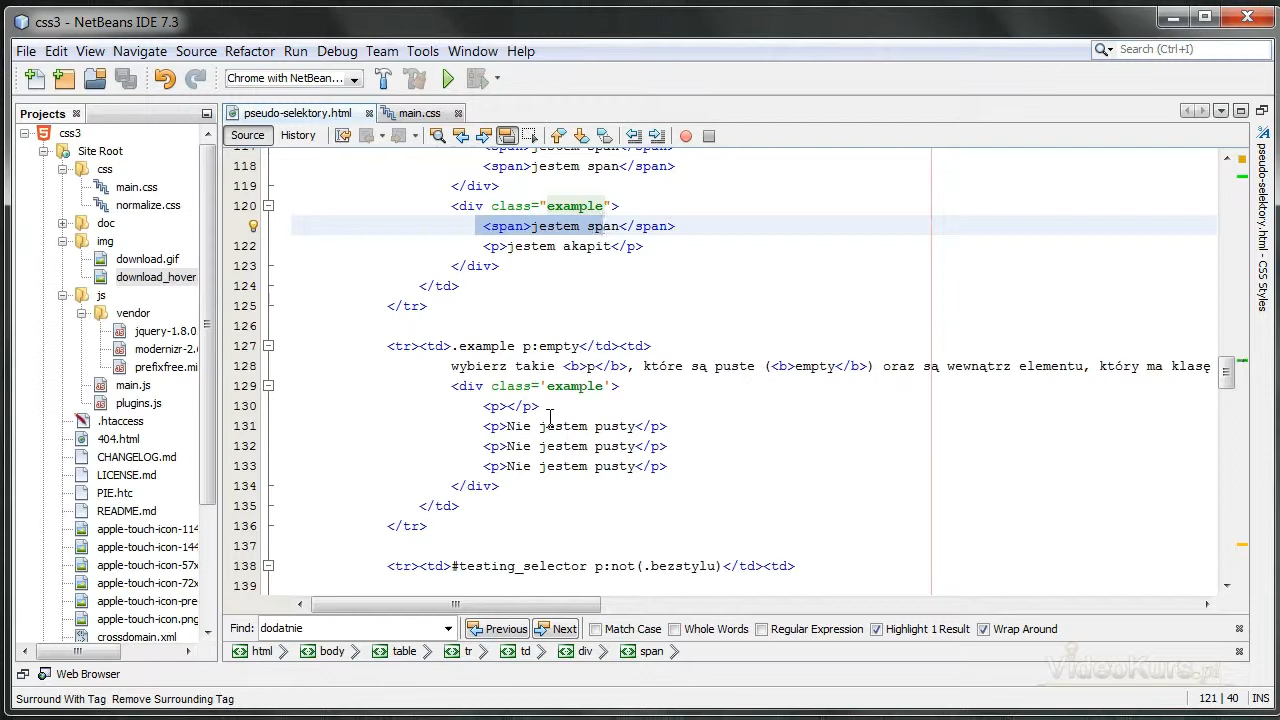 css3 - NetBeans IDE 7.3
File Edit View Navigate Source Refactor Run Debug Team Tools Window Help
Search (Ctrl+I)
Chrome with NetBean...
Projects
pseudo-selektory.html
main.css
Source History
css3
Site Root
css
main.css
normalize.css
doc
img
download.gif
download_hover
js
vendor
jquery-1.8.0
modernizr-2.
prefixfree.mi
main.js
plugins.js
.htaccess
404.html
CHANGELOG.md
LICENSE.md
PIE.htc
README.md
apple-touch-icon-114
apple-touch-icon-144
apple-touch-icon-57x
apple-touch-icon-72x
apple-touch-icon-pre
apple-touch-icon.png
crossdomain.xml
117 <span>jestem span</span>
118 <span>jestem span</span>
119 </div>
120 <div class="example">
<span>jestem span</span>
122 <p>jestem akapit</p>
123 </div>
124 </td>
125 </tr>
126
127 <tr><td>.example p:empty</td><td>
128 wybierz takie <b>p</b>, które są puste (<b>empty</b>) oraz są wewnątrz elementu, który ma klasę
129 <div class='example'>
130 <p></p>
131 <p>Nie jestem pusty</p>
132 <p>Nie jestem pusty</p>
133 <p>Nie jestem pusty</p>
134 </div>
135 </td>
136 </tr>
137
138 <tr><td>#testing_selector p:not(.bezstylu)</td><td>
139
pseudo-selektory.html - CSS Styles
Find: dodatnie Previous Next Match Case Whole Words Regular Expression Highlight 1 Result Wrap Around
html body table tr td div span
Web Browser
VideoKurs.pl
Surround With Tag Remove Surrounding Tag
121 | 40 INS